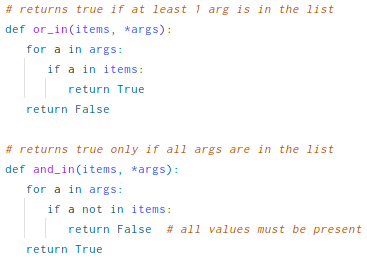 # returns true if at least 1 arg is in the list
def or_in(items, *args):
    for a in args:
        if a in items:
            return True
    return False

# returns true only if all args are in the list
def and_in(items, *args):
    for a in args:
        if a not in items:
            return False  # all values must be present
    return True